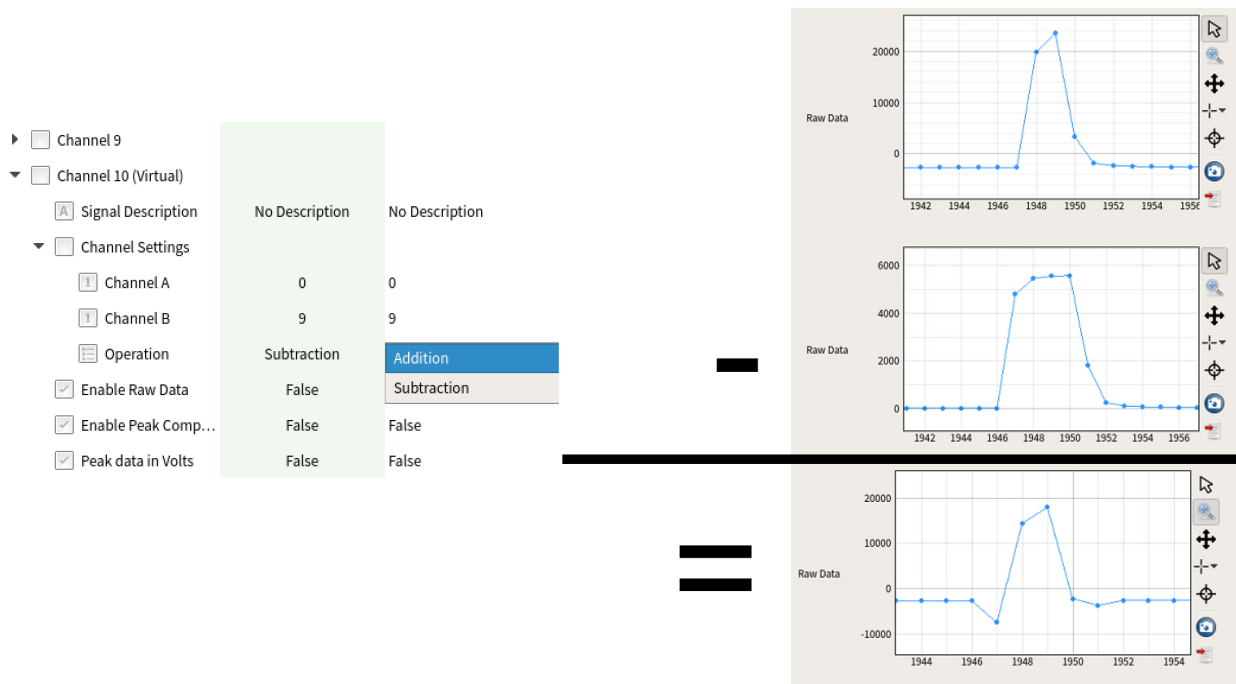 Channel 9
Channel 10 (Virtual)
A Signal Description No Description No Description
Channel Settings
1 Channel A 0 0
1 Channel B 9 9
Operation Subtraction Addition
Subtraction
Enable Raw Data False
Enable Peak Comp... False False
Peak data in Volts False False
20000
10000
0
Raw Data
1942 1944 1946 1948 1950 1952 1954 1956
6000
4000
2000
0
Raw Data
1942 1944 1946 1948 1950 1952 1954 1956
20000
10000
0
-10000
Raw Data
1944 1946 1948 1950 1952 1954